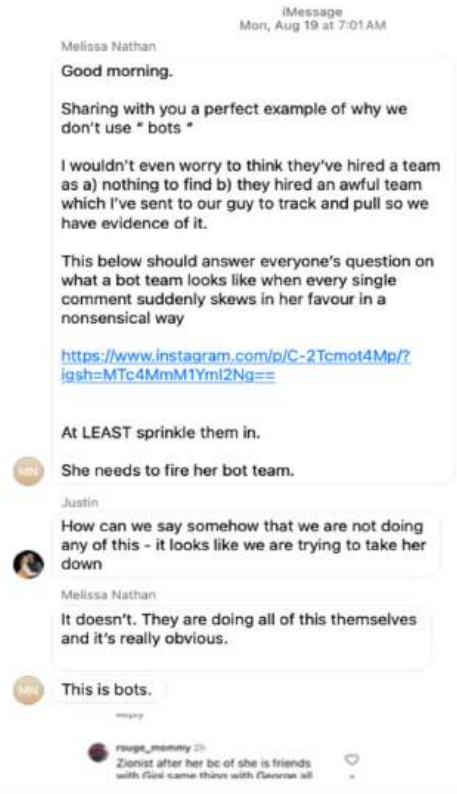 iMessage
Mon, Aug 19 at 7:01 AM
Melissa Nathan
Good morning.
Sharing with you a perfect example of why we
don't use " bots "
I wouldn't even worry to think they've hired a team
as a) nothing to find b) they hired an awful team
which I've sent to our guy to track and pull so we
have evidence of it.
This below should answer everyone's question on
what a bot team looks like when every single
comment suddenly skews in her favour in a
nonsensical way
https://www.instagram.com/p/C-2Tcmot4Mp/?
igsh=MTc4MmM1YmI2Ng==
At LEAST sprinkle them in.
She needs to fire her bot team.
MN
Justin
How can we say somehow that we are not doing
any of this - it looks like we are trying to take her
down
Melissa Nathan
It doesn't. They are doing all of this themselves
and it's really obvious.
This is bots.
MN
rouge_mommy 2h
Zionist after her bc of she is friends
with Gigi same thing with George all